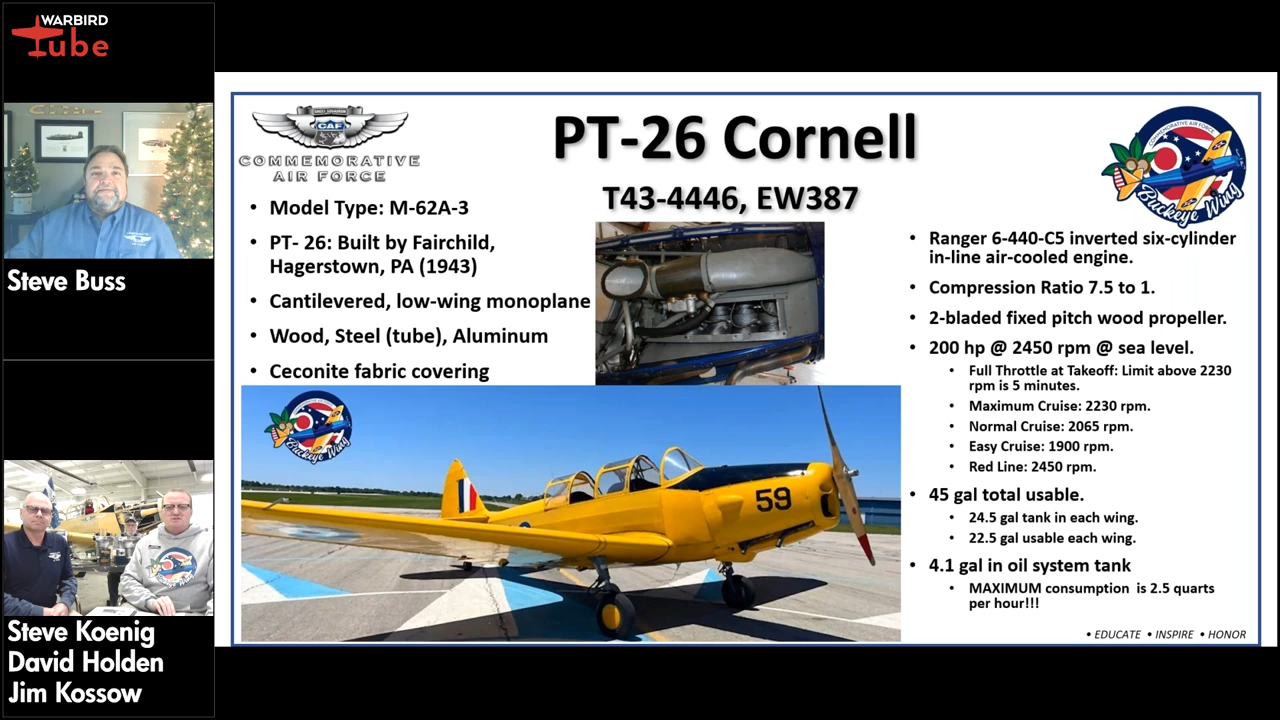 WARBIRD
Tube
Steve Buss
Steve Koenig
David Holden
Jim Kossow
CAF
COMMEMORATIVE
AIR FORCE
PT-26 Cornell
T43-4446, EW387
COMMEMORATIVE AIR FORCE
Buckeye Wing
• Model Type: M-62A-3
• PT- 26: Built by Fairchild,
Hagerstown, PA (1943)
• Cantilevered, low-wing monoplane
• Wood, Steel (tube), Aluminum
• Ceconite fabric covering
Buckeye Wing
59
• Ranger 6-440-C5 inverted six-cylinder
in-line air-cooled engine.
• Compression Ratio 7.5 to 1.
• 2-bladed fixed pitch wood propeller.
• 200 hp @ 2450 rpm @ sea level.
• Full Throttle at Takeoff: Limit above 2230
rpm is 5 minutes.
• Maximum Cruise: 2230 rpm.
• Normal Cruise: 2065 rpm.
• Easy Cruise: 1900 rpm.
• Red Line: 2450 rpm.
• 45 gal total usable.
• 24.5 gal tank in each wing.
• 22.5 gal usable each wing.
• 4.1 gal in oil system tank
• MAXIMUM consumption is 2.5 quarts
per hour!!!
• EDUCATE • INSPIRE • HONOR